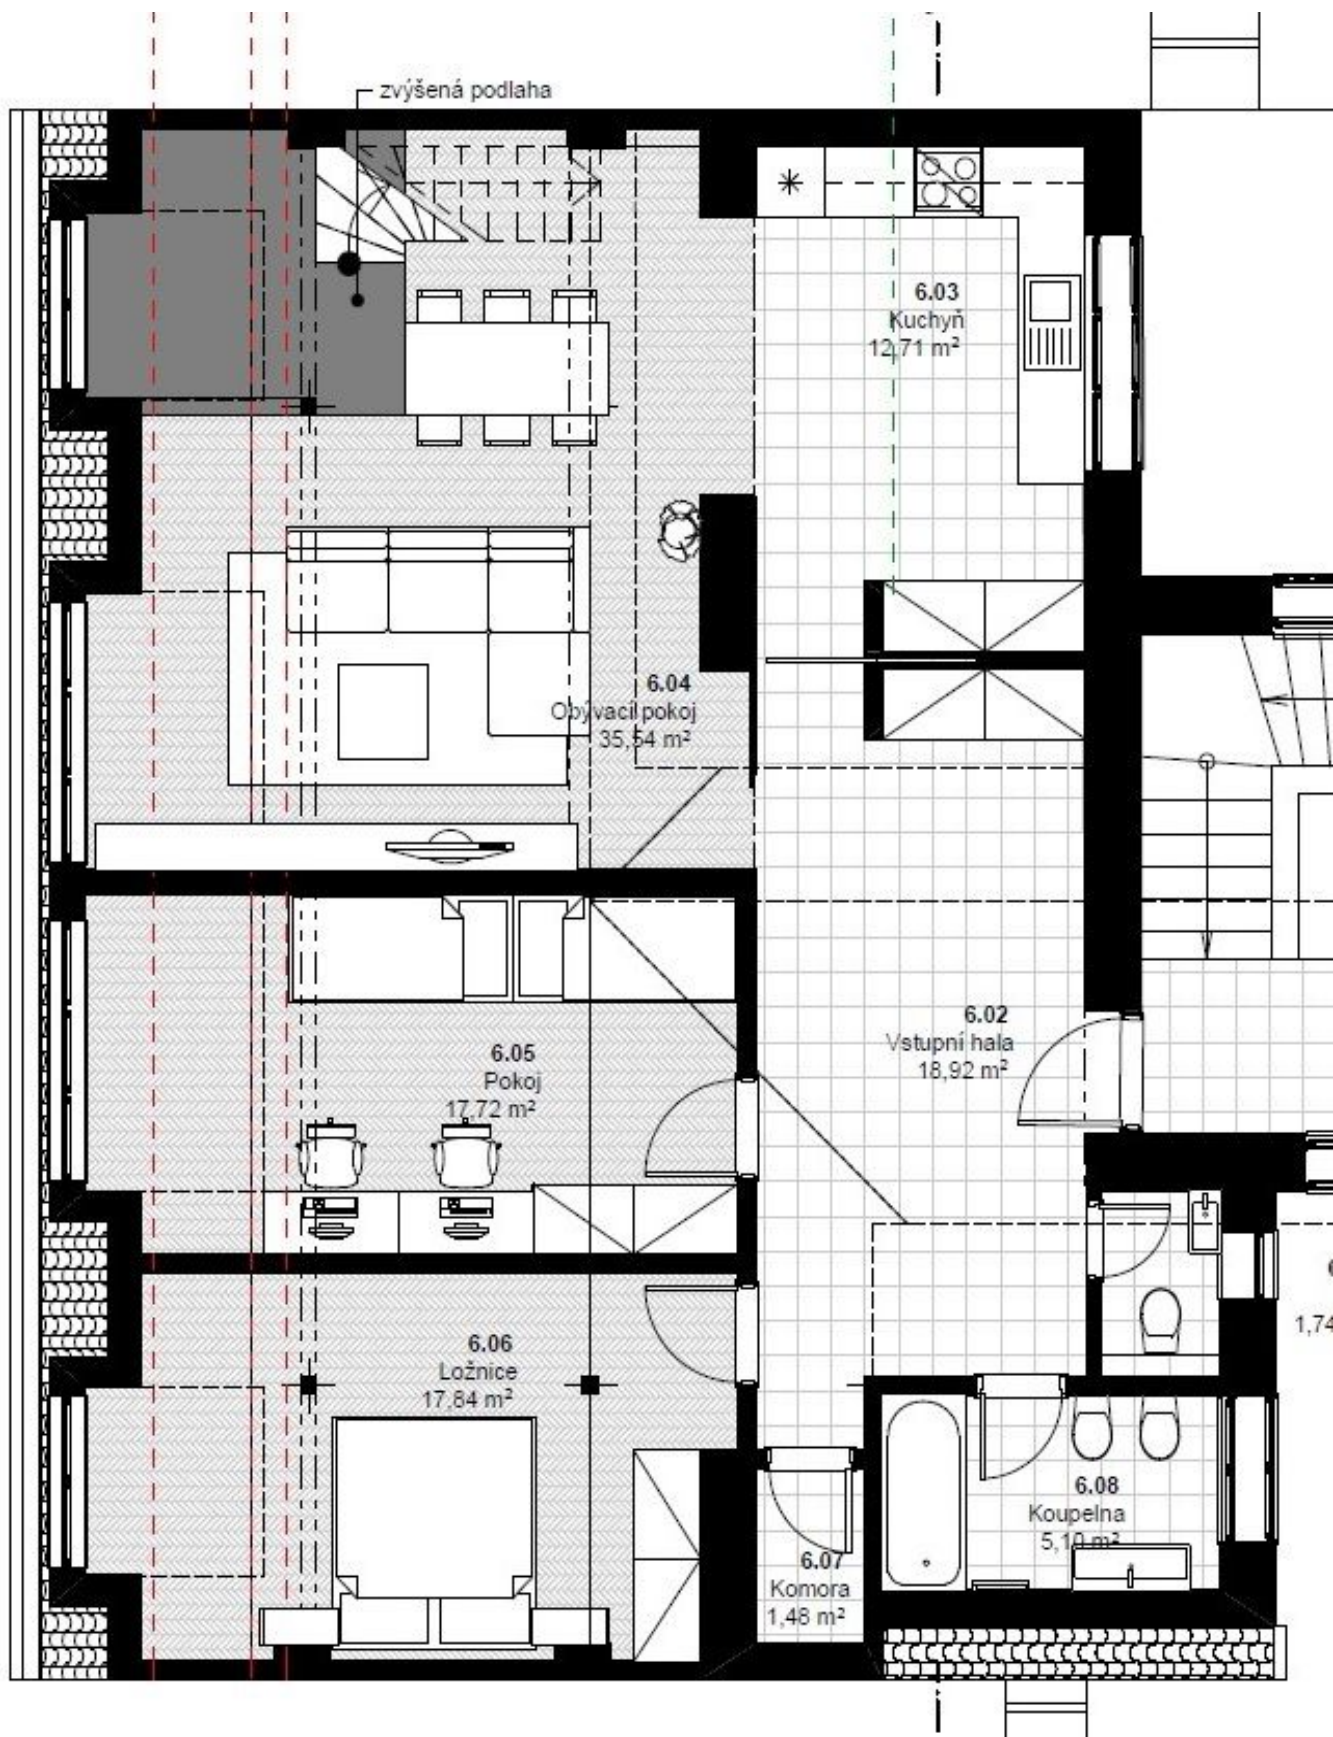 zvýšená podlaha
6.03
Kuchyň
12,71 m²
6.04
Obývací pokoj
35,54 m²
6.02
Vstupní hala
18,92 m²
6.05
Pokoj
17,72 m²
6.06
Ložnice
17,84 m²
1,74
6.08
Koupelna
5,10 m²
6.07
Komora
1,48 m²